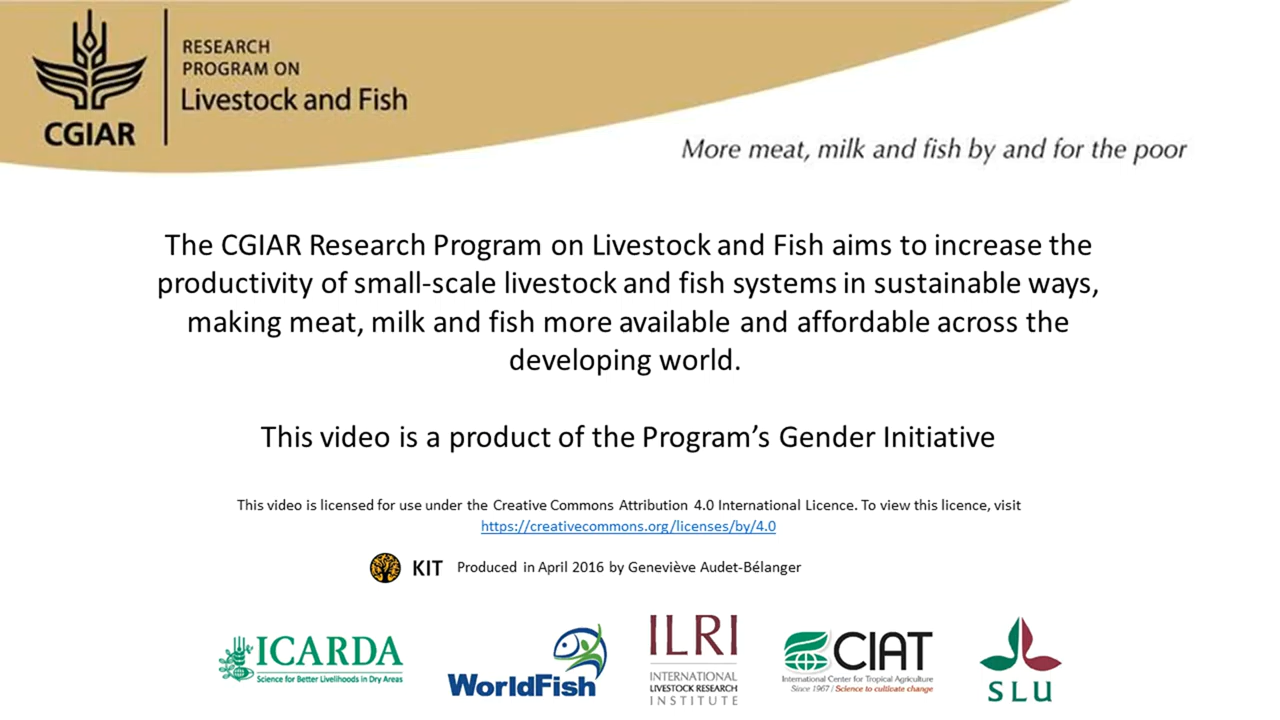 RESEARCH
PROGRAM ON
Livestock and Fish
CGIAR
More meat, milk and fish by and for the poor
The CGIAR Research Program on Livestock and Fish aims to increase the
productivity of small-scale livestock and fish systems in sustainable ways,
making meat, milk and fish more available and affordable across the
developing world.
This video is a product of the Program's Gender Initiative
This video is licensed for use under the Creative Commons Attribution 4.0 International Licence. To view this licence, visit
https://creativecommons.org/licenses/by/4.0
KIT Produced in April 2016 by Geneviève Audet-Bélanger
ICARDA
Science for Better Livelihoods in Dry Areas
WorldFish
ILRI
INTERNATIONAL
LIVESTOCK RESEARCH
INSTITUTE
CIAT
International Center for Tropical Agriculture
Since 1967 / Science to cultivate change
SLU